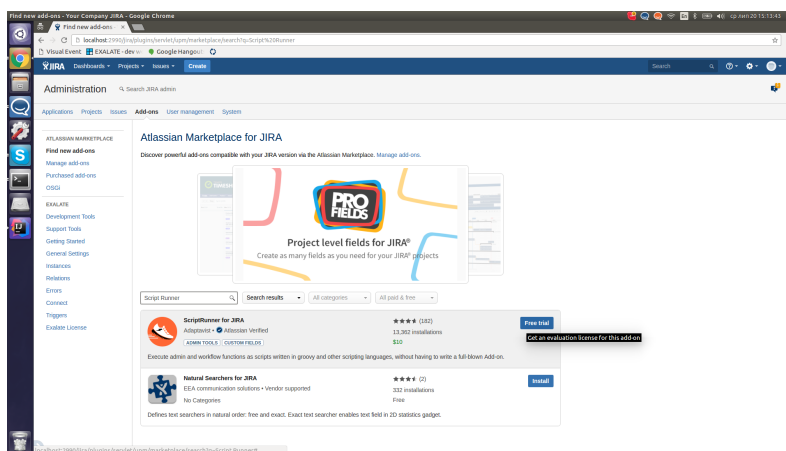 Find new add-ons - Your Company JIRA - Google Chrome
En
ср лип.20 15:13:43
Find new add-ons
localhost:2990/jira/plugins/servlet/upm/marketplace/search?q=Script%20Runner
Visual Event EXALATE - dev Google Hangou
JIRA Dashboards Projects Issues Create Search
Administration Search JIRA admin
Applications Projects Issues Add-ons User management System
ATLASSIAN MARKETPLACE
Find new add-ons
Manage add-ons
Purchased add-ons
OSGi
EXALATE
Development Tools
Support Tools
Getting Started
General Settings
Instances
Relations
Errors
Connect
Triggers
Exalate License
Atlassian Marketplace for JIRA
Discover powerful add-ons compatible with your JIRA version via the Atlassian Marketplace. Manage add-ons.
PRO
FIELDS
Project level fields for JIRA®
Create as many fields as you need for your JIRA® projects
Script Runner Search results All categories All paid & free
ScriptRunner for JIRA
Adaptavist • Atlassian Verified
ADMIN TOOLS CUSTOM FIELDS
(182)
13,362 installations
$10
Free trial
Get an evaluation license for this add-on
Execute admin and workflow functions as scripts written in groovy and other scripting languages, without having to write a full-blown Add-on.
Natural Searchers for JIRA
EEA communication solutions • Vendor supported
No Categories
(2)
332 installations
Free
Install
Defines text searchers in natural order: free and exact. Exact text searcher enables text field in 2D statistics gadget.